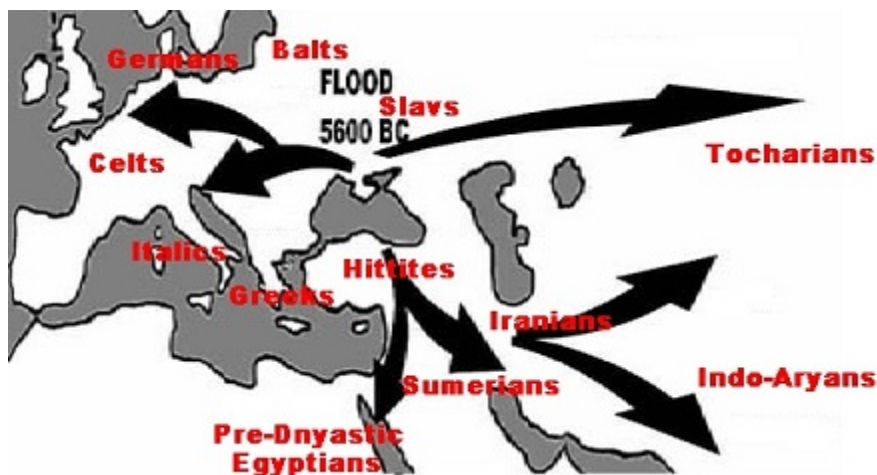 Germans
Balts
FLOOD
Slavs
5600 BC
Celts
Tocharians
Italics
Hittites
Greeks
Iranians
Sumerians
Indo-Aryans
Pre-Dnyastic
Egyptians